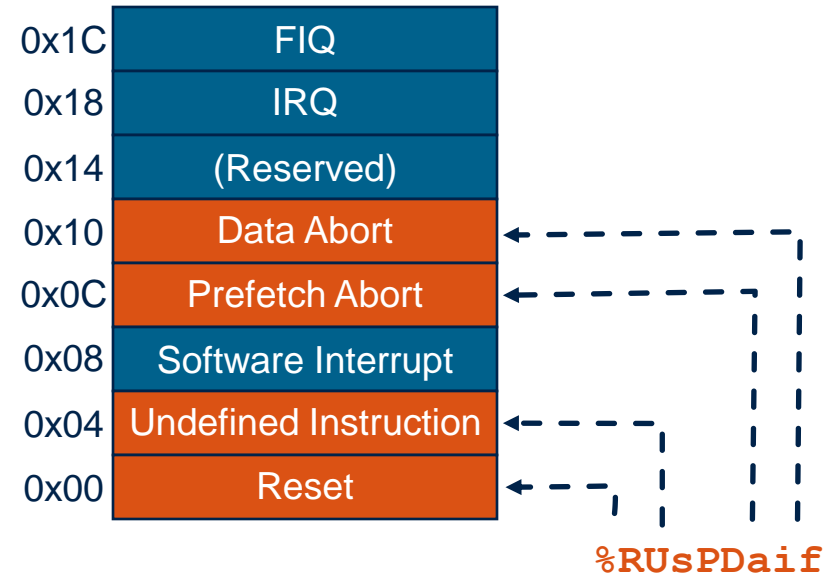 0x1C FIQ
0x18 IRQ
0x14 (Reserved)
0x10 Data Abort
0x0C Prefetch Abort
0x08 Software Interrupt
0x04 Undefined Instruction
0x00 Reset
%RUsPDaif